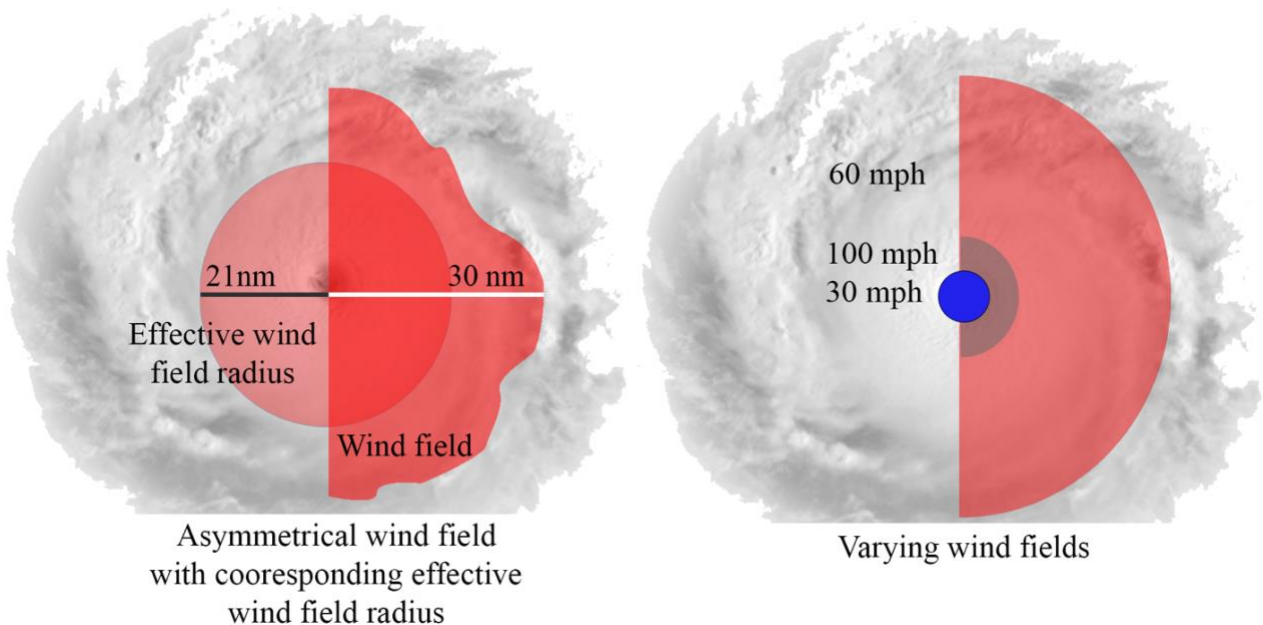 21nm
30 nm
Effective wind
field radius
Wind field
Asymmetrical wind field
with cooresponding effective
wind field radius
60 mph
100 mph
30 mph
Varying wind fields